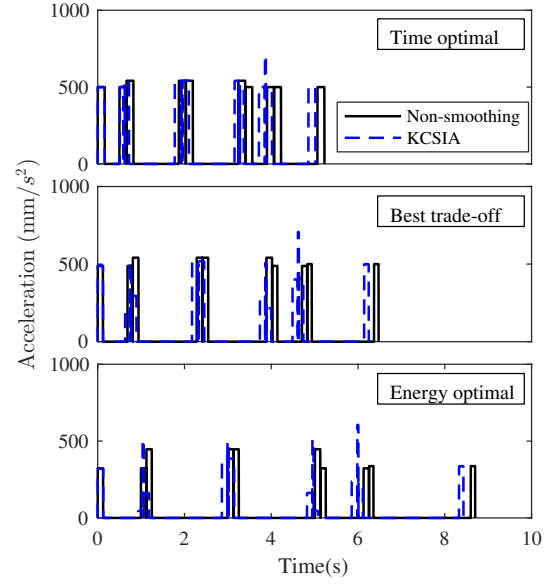 1000
500
0
Time optimal
Non-smoothing
KCSIA
1000
500
0
Best trade-off
1000
500
0
Energy optimal
0 2 4 6 8 10
Time(s)
Acceleration (mm/s²)